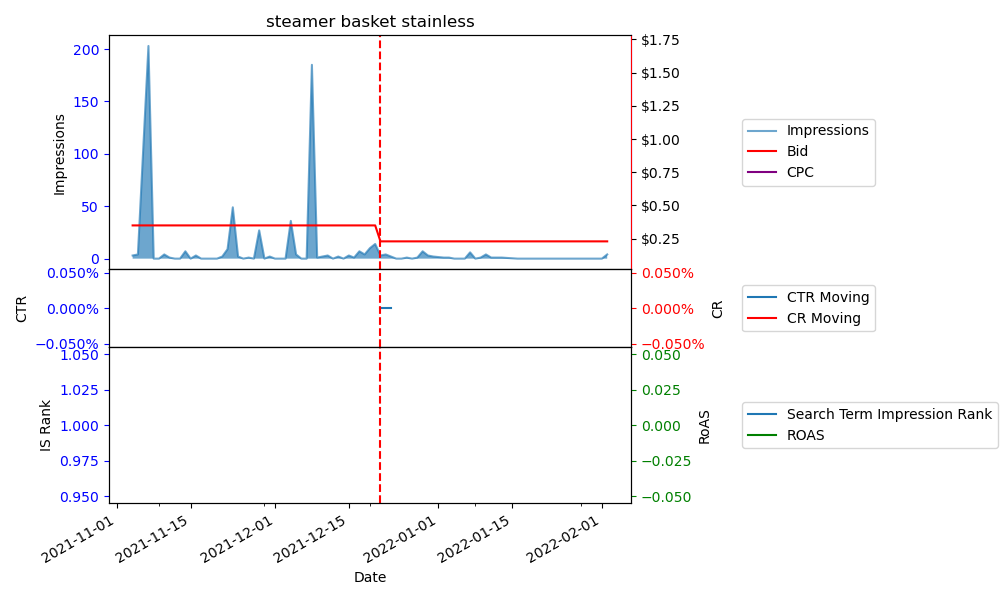 steamer basket stainless
Impressions
200
150
100
50
0
$1.75
$1.50
$1.25
$1.00
$0.75
$0.50
$0.25
Impressions
Bid
CPC
CTR
0.050%
0.000%
−0.050%
0.050%
0.000%
−0.050%
CR
CTR Moving
CR Moving
IS Rank
1.050
1.025
1.000
0.975
0.950
0.050
0.025
0.000
−0.025
−0.050
RoAS
Search Term Impression Rank
ROAS
2021-11-01
2021-11-15
2021-12-01
2021-12-15
2022-01-01
2022-01-15
2022-02-01
Date